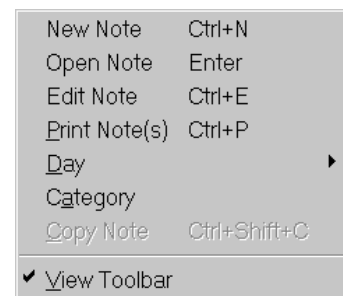 New Note Ctrl+N
Open Note Enter
Edit Note Ctrl+E
Print Note(s) Ctrl+P
Day
Category
Copy Note Ctrl+Shift+C
View Toolbar